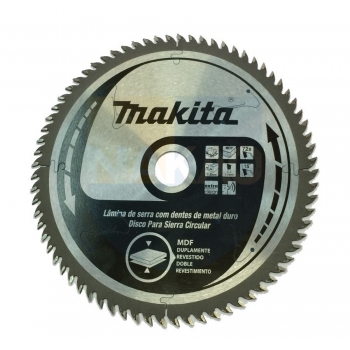 makita
Lâmina de serra com dentes de metal duro
Disco Para Sierra Circular
MDF
DUPLAMENTE
REVESTIDO
DOBLE
REVESTIMIENTO